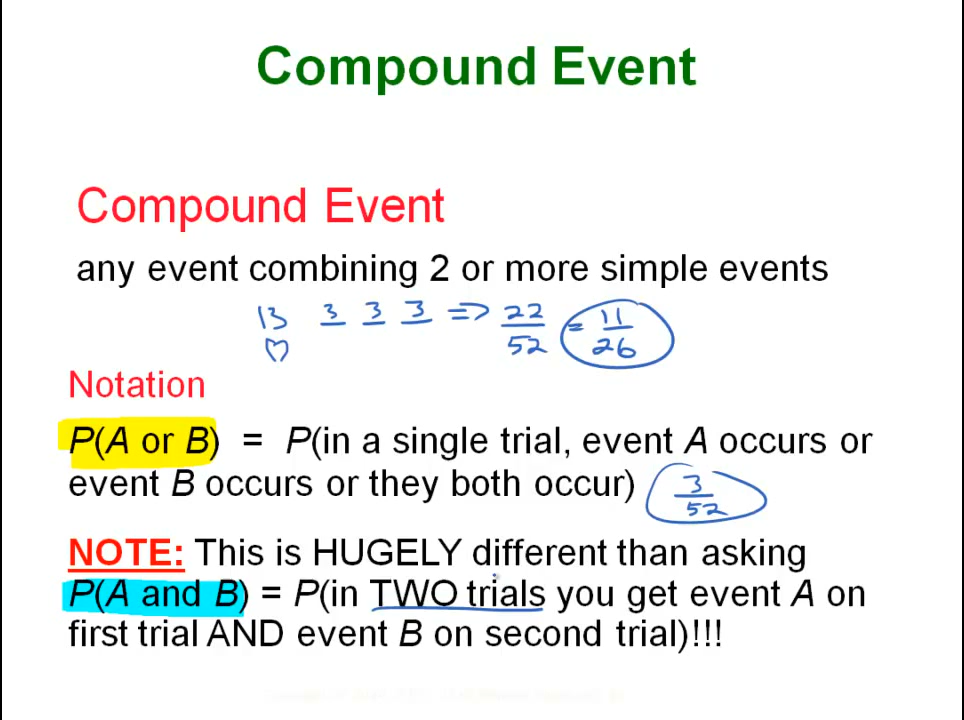 Compound Event
Compound Event
any event combining 2 or more simple events
13 3 3 3 => 22/52 = 11/26
♡
Notation
P(A or B) = P(in a single trial, event A occurs or
event B occurs or they both occur)
3/52
NOTE: This is HUGELY different than asking
P(A and B) = P(in TWO trials you get event A on
first trial AND event B on second trial)!!!